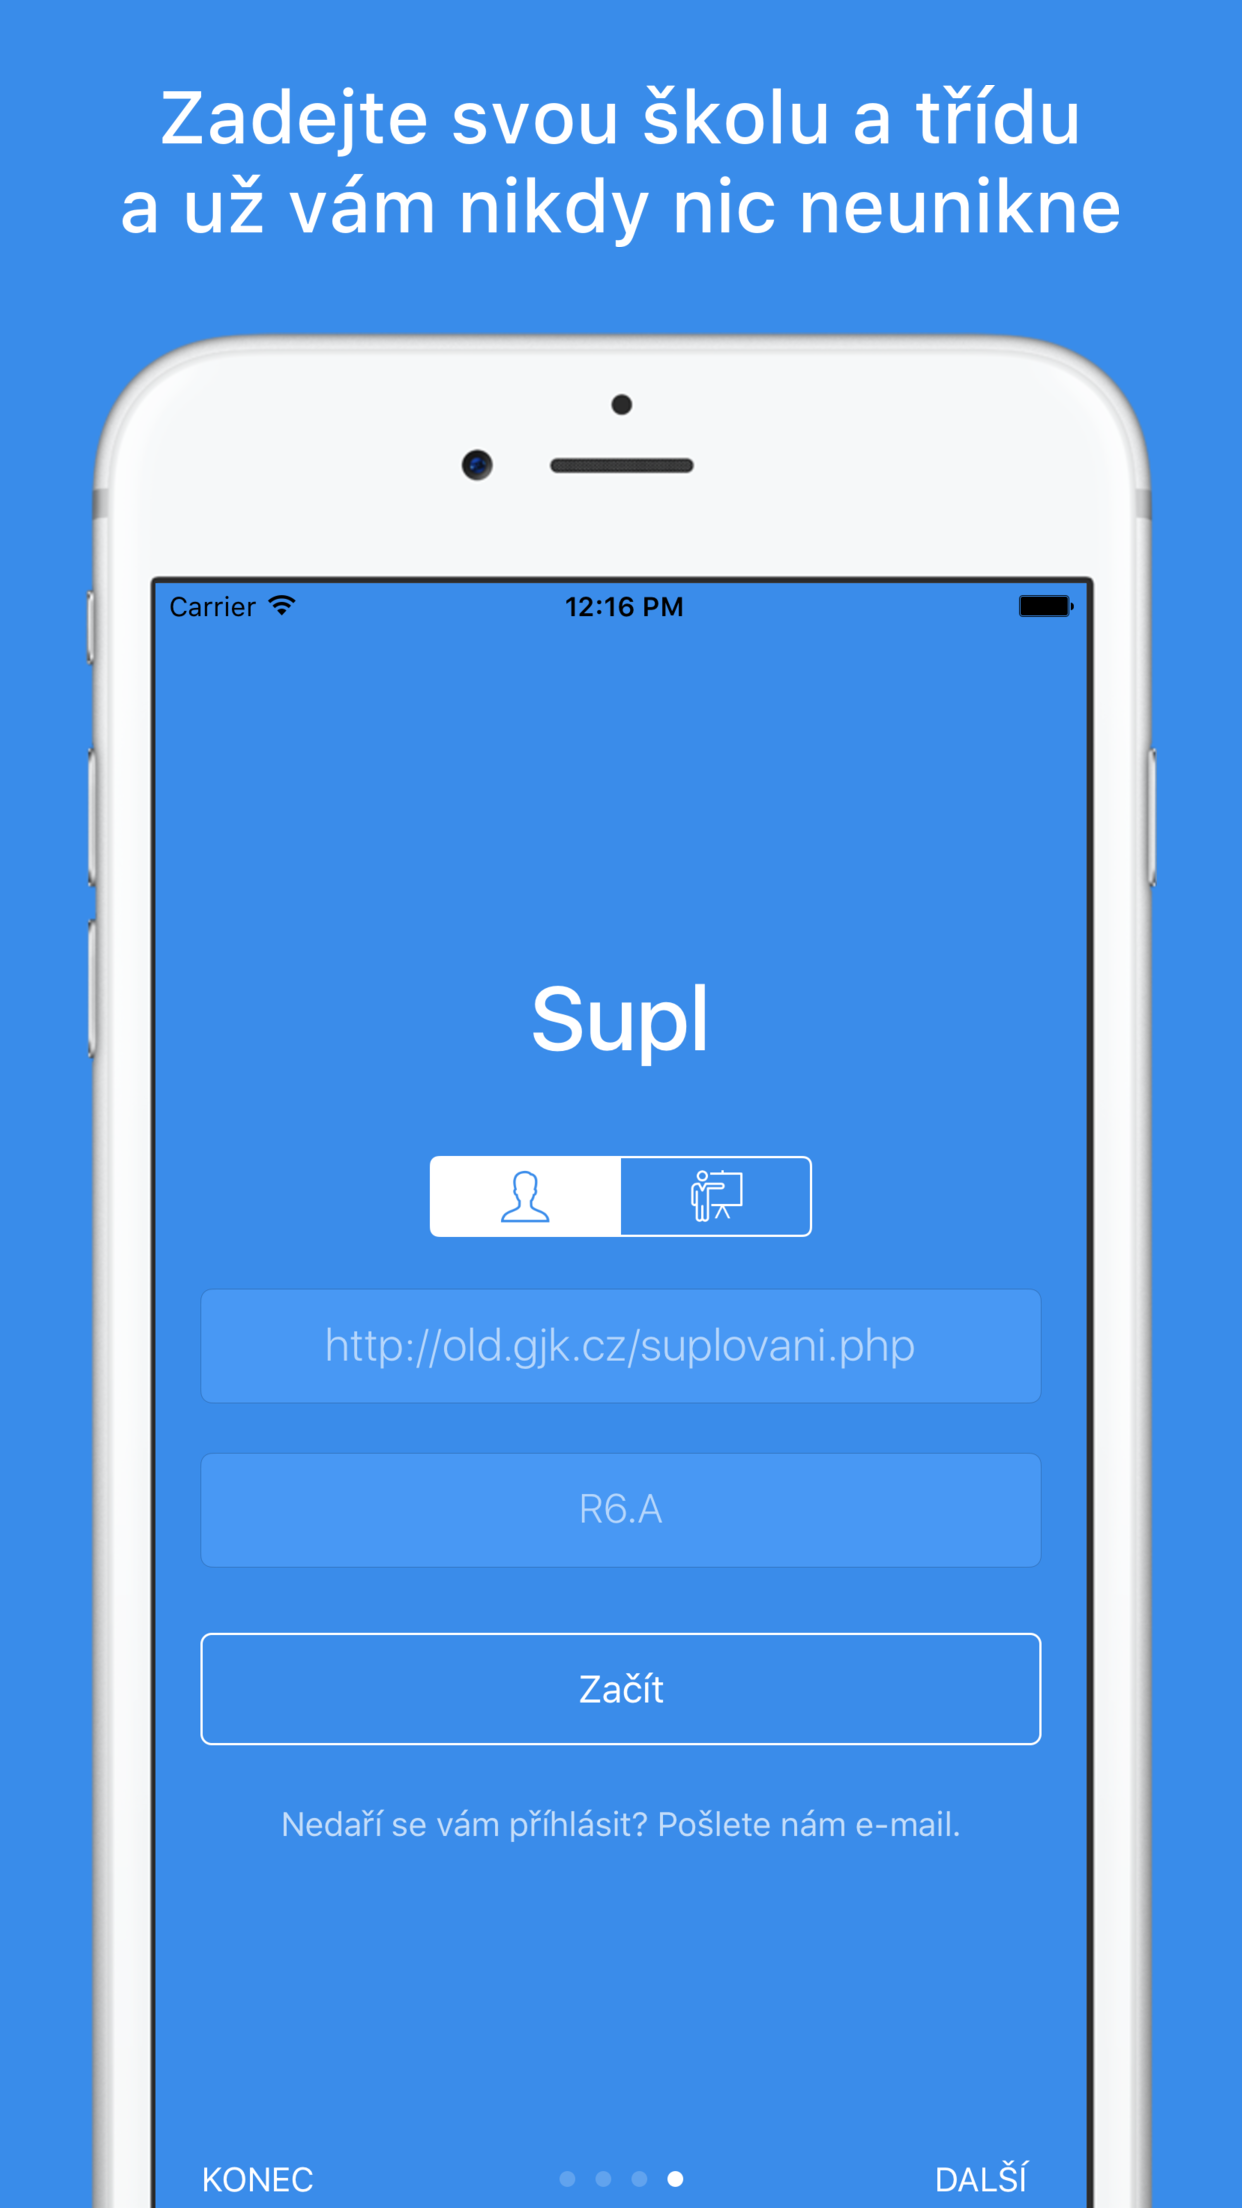 Zadejte svou školu a třídu
a už vám nikdy nic neunikne
Carrier 12:16 PM
Supl
http://old.gjk.cz/suplovani.php
R6.A
Začít
Nedaří se vám příhlásit? Pošlete nám e-mail.
KONEC DALŠÍ